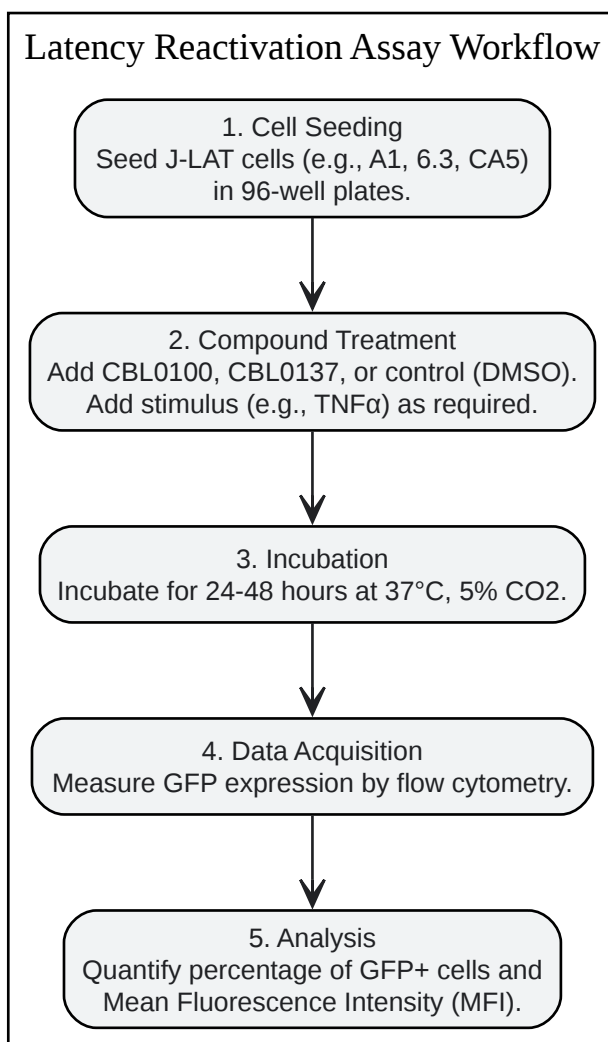 Latency Reactivation Assay Workflow
1. Cell Seeding
Seed J-LAT cells (e.g., A1, 6.3, CA5)
in 96-well plates.
2. Compound Treatment
Add CBL0100, CBL0137, or control (DMSO).
Add stimulus (e.g., TNFα) as required.
3. Incubation
Incubate for 24-48 hours at 37°C, 5% CO2.
4. Data Acquisition
Measure GFP expression by flow cytometry.
5. Analysis
Quantify percentage of GFP+ cells and
Mean Fluorescence Intensity (MFI).